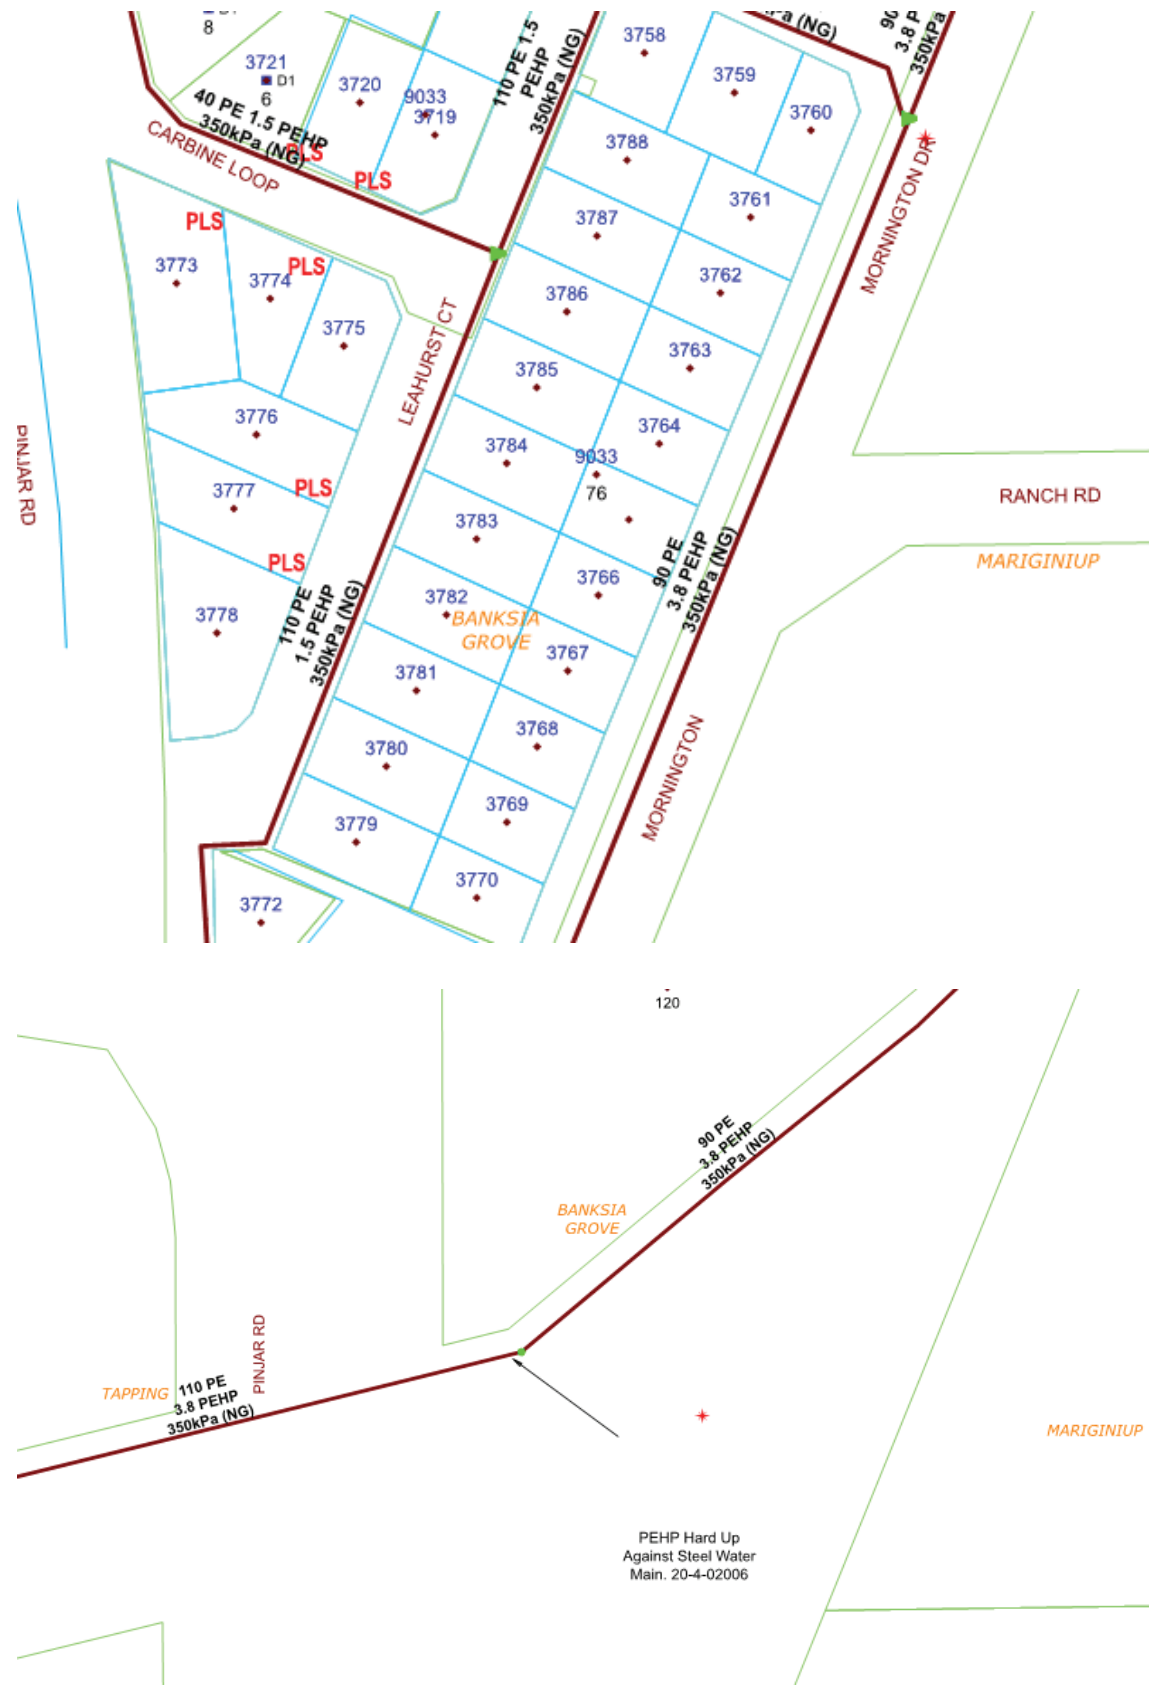 8
3721
D1
6
3720
9033
3719
40 PE 1.5 PEHP
350kPa (NG)
PLS
PLS
CARBINE LOOP
110 PE 1.5
PEHP
350kPa (NG)
3758
3759
3760
(NG)
3.8 P
350kPa
3788
3761
MORNINGTON DR
PLS
3773
PLS
3774
3775
3787
3762
3786
3763
3785
3764
LEAHURST CT
3776
3784
9033
76
PINJAR RD
PLS
3777
3783
RANCH RD
MARIGINIUP
PLS
3778
110 PE
1.5 PEHP
350kPa (NG)
3782
BANKSIA
GROVE
3766
90 PE
3.8 PEHP
350kPa (NG)
3767
3781
3768
3780
MORNINGTON
3769
3779
3770
3772
120
90 PE
3.8 PEHP
350kPa (NG)
BANKSIA
GROVE
PINJAR RD
TAPPING
110 PE
3.8 PEHP
350kPa (NG)
MARIGINIUP
PEHP Hard Up
Against Steel Water
Main. 20-4-02006